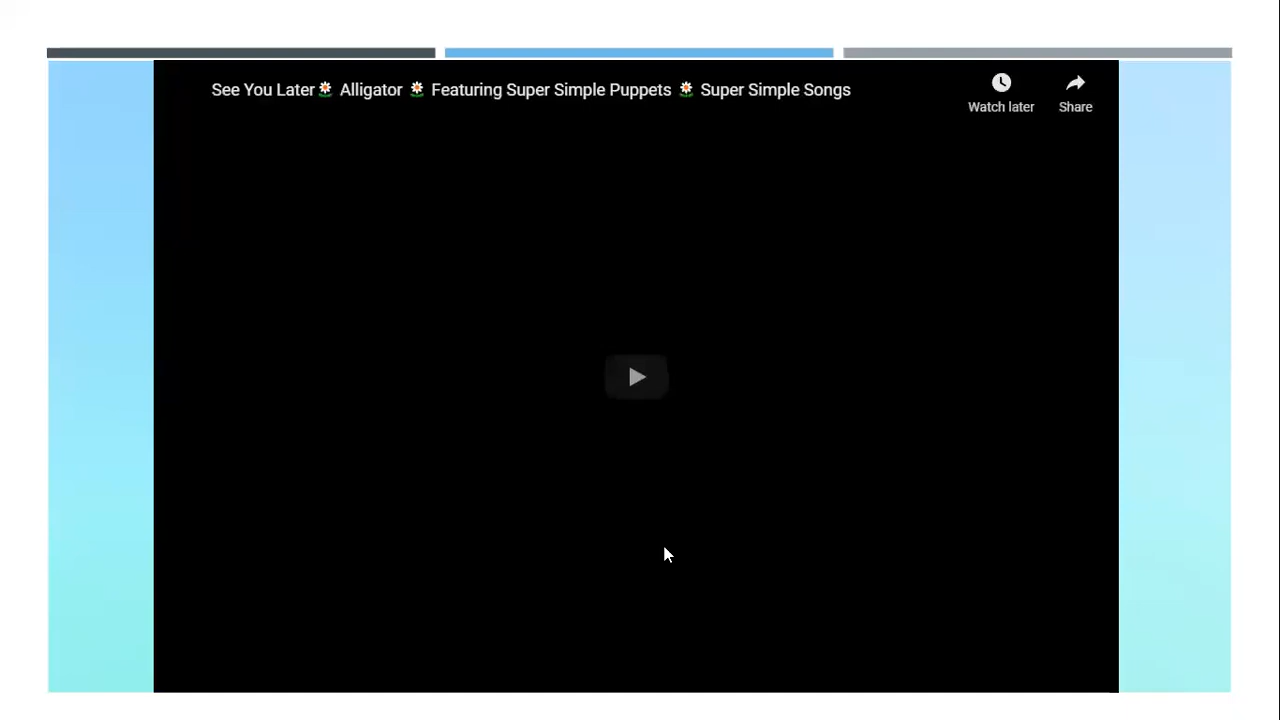 See You Later🌼 Alligator 🌼 Featuring Super Simple Puppets 🌼 Super Simple Songs
Watch later
Share